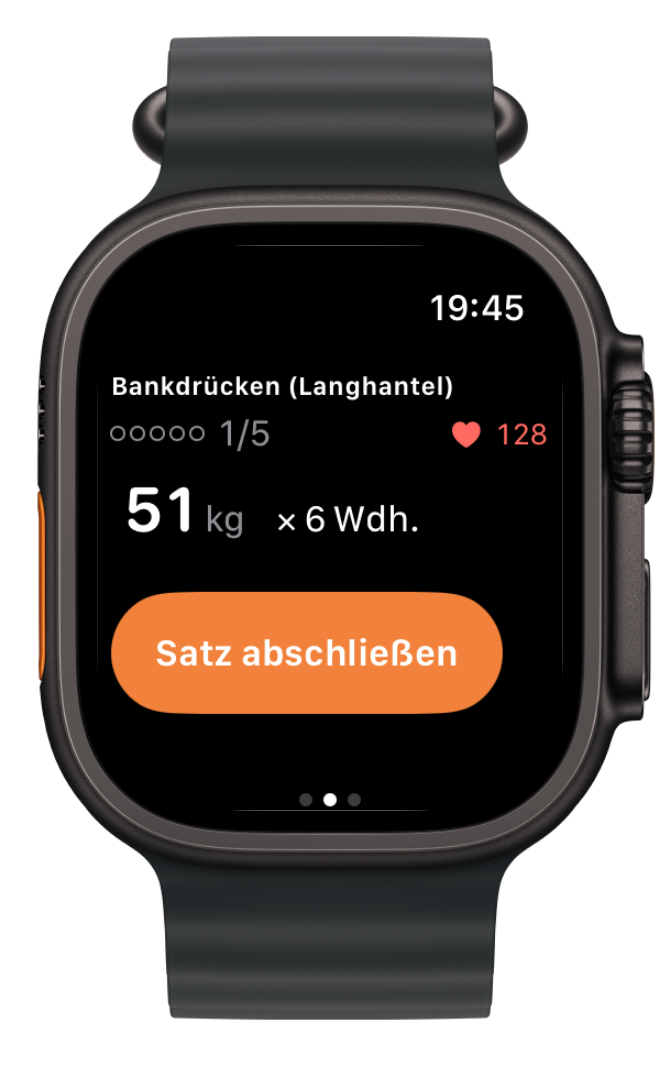 19:45
Bankdrücken (Langhantel)
1/5 128
51 kg × 6 Wdh.
Satz abschließen